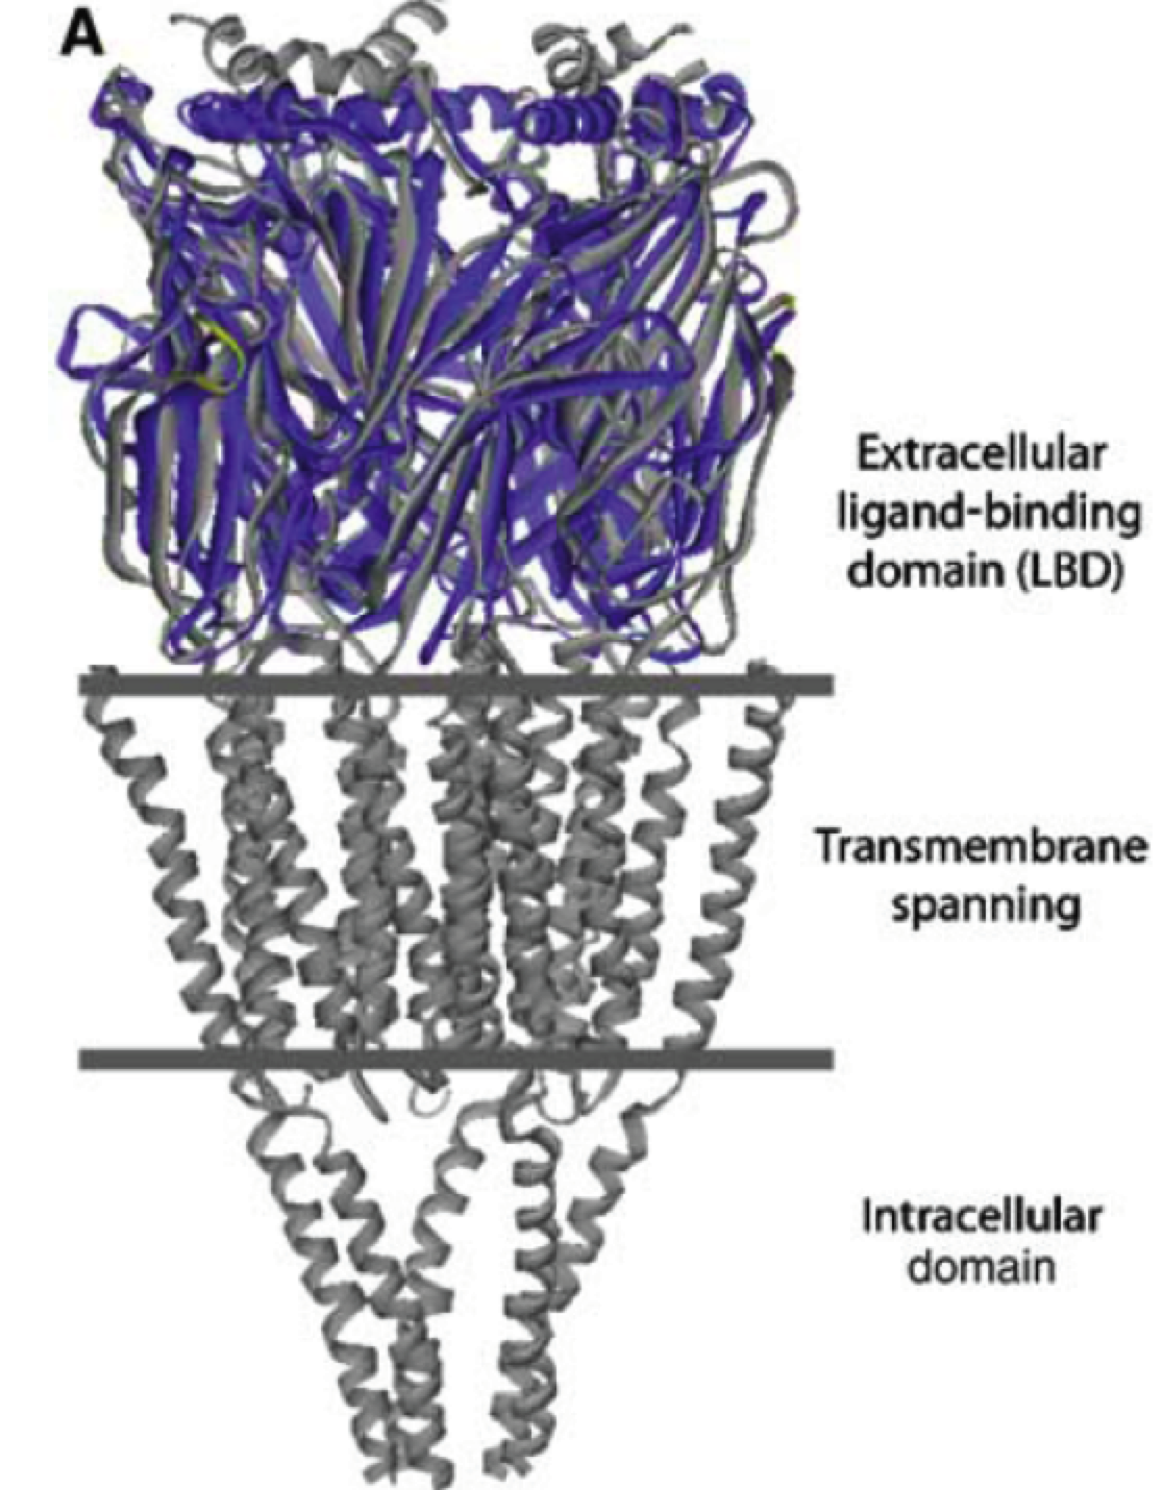 A
Extracellular
ligand-binding
domain (LBD)
Transmembrane
spanning
Intracellular
domain